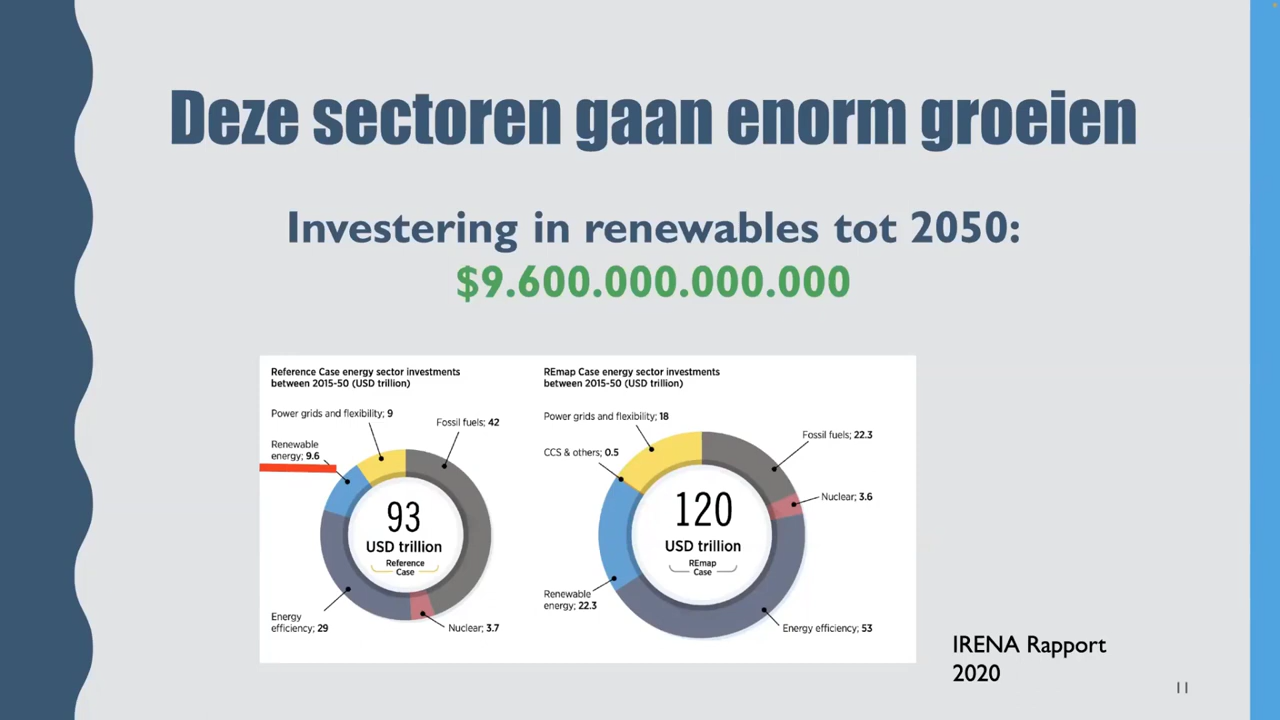 Deze sectoren gaan enorm groeien
Investering in renewables tot 2050:
$9.600.000.000.000
Reference Case energy sector investments
between 2015-50 (USD trillion)
Power grids and flexibility; 9
Fossil fuels; 42
Renewable
energy; 9.6
93
USD trillion
Reference
Case
Energy
efficiency; 29
Nuclear; 3.7
REmap Case energy sector investments
between 2015-50 (USD trillion)
Power grids and flexibility; 18
Fossil fuels; 22.3
CCS & others; 0.5
Nuclear; 3.6
120
USD trillion
REmap
Case
Renewable
energy; 22.3
Energy efficiency; 53
IRENA Rapport
2020
11